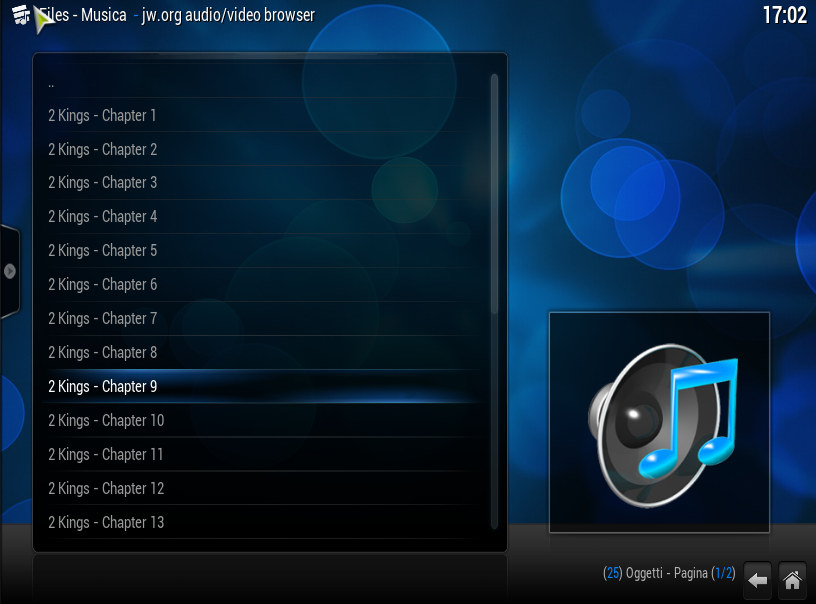 Files - Musica - jw.org audio/video browser
17:02
..
2 Kings - Chapter 1
2 Kings - Chapter 2
2 Kings - Chapter 3
2 Kings - Chapter 4
2 Kings - Chapter 5
2 Kings - Chapter 6
2 Kings - Chapter 7
2 Kings - Chapter 8
2 Kings - Chapter 9
2 Kings - Chapter 10
2 Kings - Chapter 11
2 Kings - Chapter 12
2 Kings - Chapter 13
(25) Oggetti - Pagina (1/2)